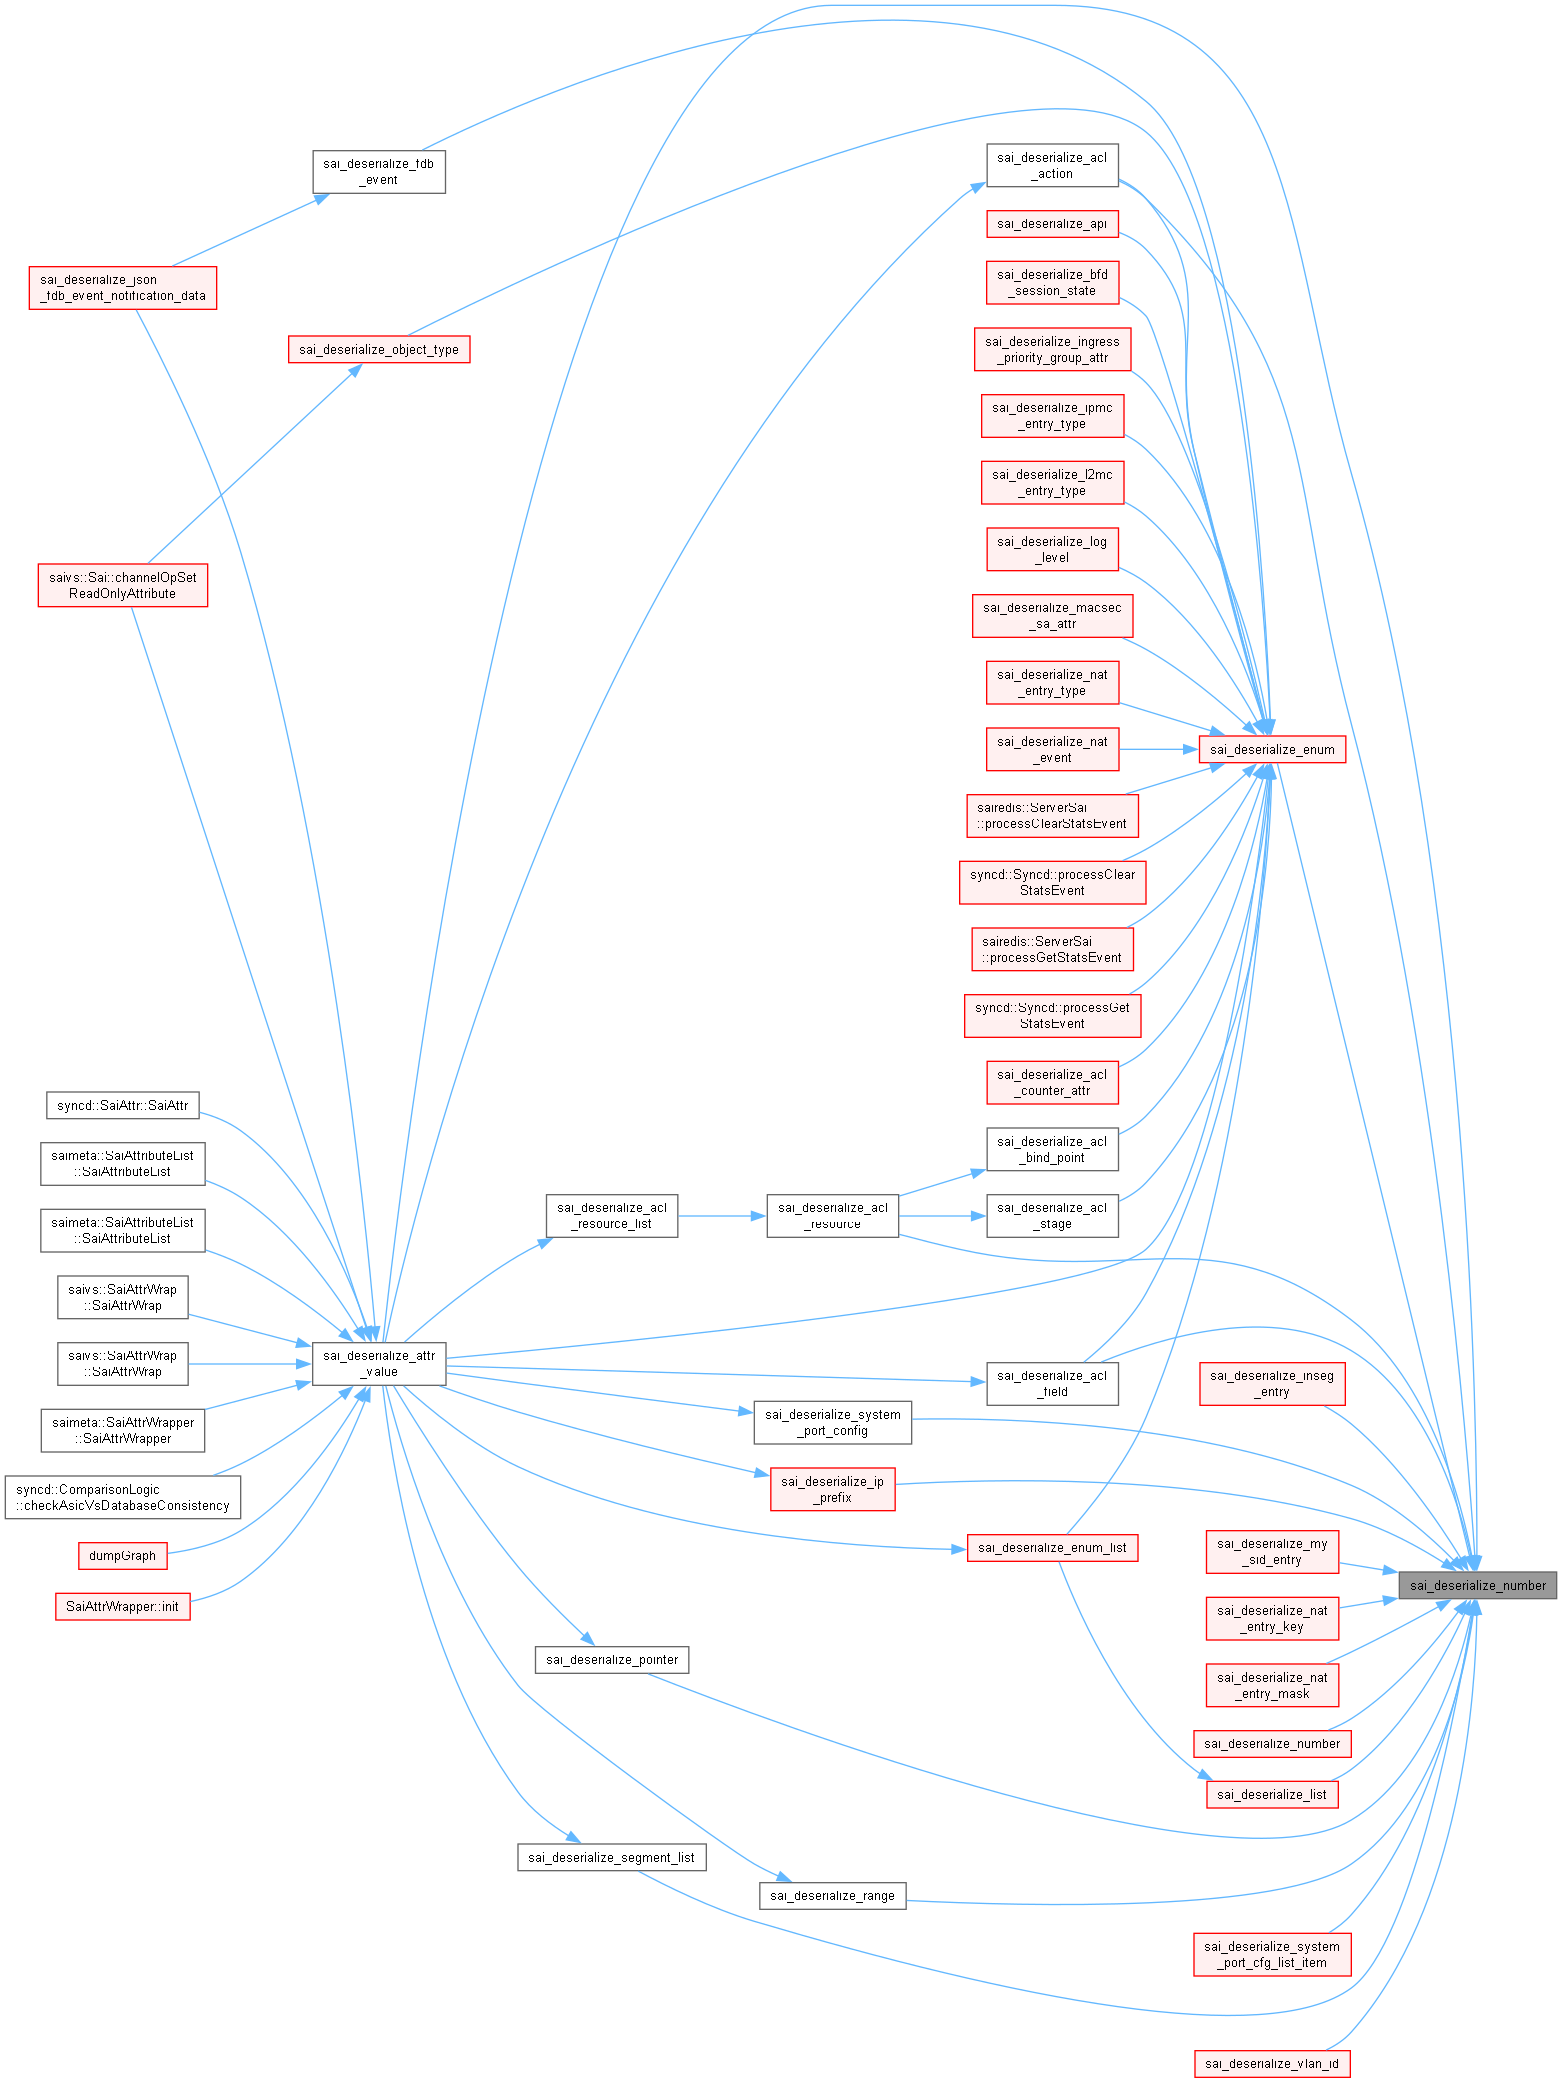 sai_deserialize_fdb
_event
sai_deserialize_acl
_action
sai_deserialize_api
sai_deserialize_json
_fdb_event_notification_data
sai_deserialize_bfd
_session_state
sai_deserialize_object_type
sai_deserialize_ingress
_priority_group_attr
sai_deserialize_ipmc
_entry_type
sai_deserialize_l2mc
_entry_type
sai_deserialize_log
_level
saivs::Sai::channelOpSet
ReadOnlyAttribute
sai_deserialize_macsec
_sa_attr
sai_deserialize_nat
_entry_type
sai_deserialize_nat
_event
sai_deserialize_enum
sairedis::ServerSai
::processClearStatsEvent
syncd::Syncd::processClear
StatsEvent
sairedis::ServerSai
::processGetStatsEvent
syncd::Syncd::processGet
StatsEvent
sai_deserialize_acl
_counter_attr
syncd::SaiAttr::SaiAttr
saimeta::SaiAttributeList
::SaiAttributeList
sai_deserialize_acl
_bind_point
saimeta::SaiAttributeList
::SaiAttributeList
sai_deserialize_acl
_resource_list
sai_deserialize_acl
_resource
sai_deserialize_acl
_stage
saivs::SaiAttrWrap
::SaiAttrWrap
saivs::SaiAttrWrap
::SaiAttrWrap
sai_deserialize_attr
_value
sai_deserialize_acl
_field
sai_deserialize_inseg
_entry
saimeta::SaiAttrWrapper
::SaiAttrWrapper
sai_deserialize_system
_port_config
syncd::ComparisonLogic
::checkAsicVsDatabaseConsistency
sai_deserialize_ip
_prefix
dumpGraph
sai_deserialize_enum_list
sai_deserialize_my
_sid_entry
sai_deserialize_number
SaiAttrWrapper::init
sai_deserialize_nat
_entry_key
sai_deserialize_pointer
sai_deserialize_nat
_entry_mask
sai_deserialize_number
sai_deserialize_list
sai_deserialize_segment_list
sai_deserialize_range
sai_deserialize_system
_port_cfg_list_item
sai_deserialize_vlan_id